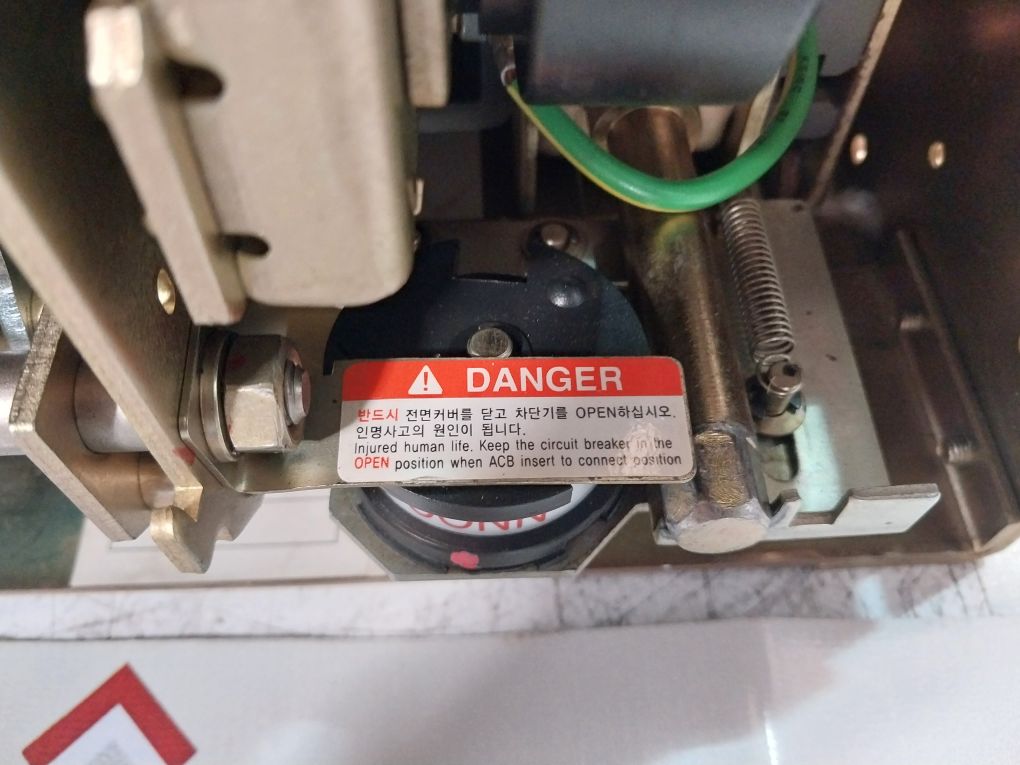 DANGER
반드시 전면커버를 닫고 차단기를 OPEN하십시오.
인명사고의 원인이 됩니다.
Injured human life. Keep the circuit breaker in the
OPEN position when ACB insert to connect position